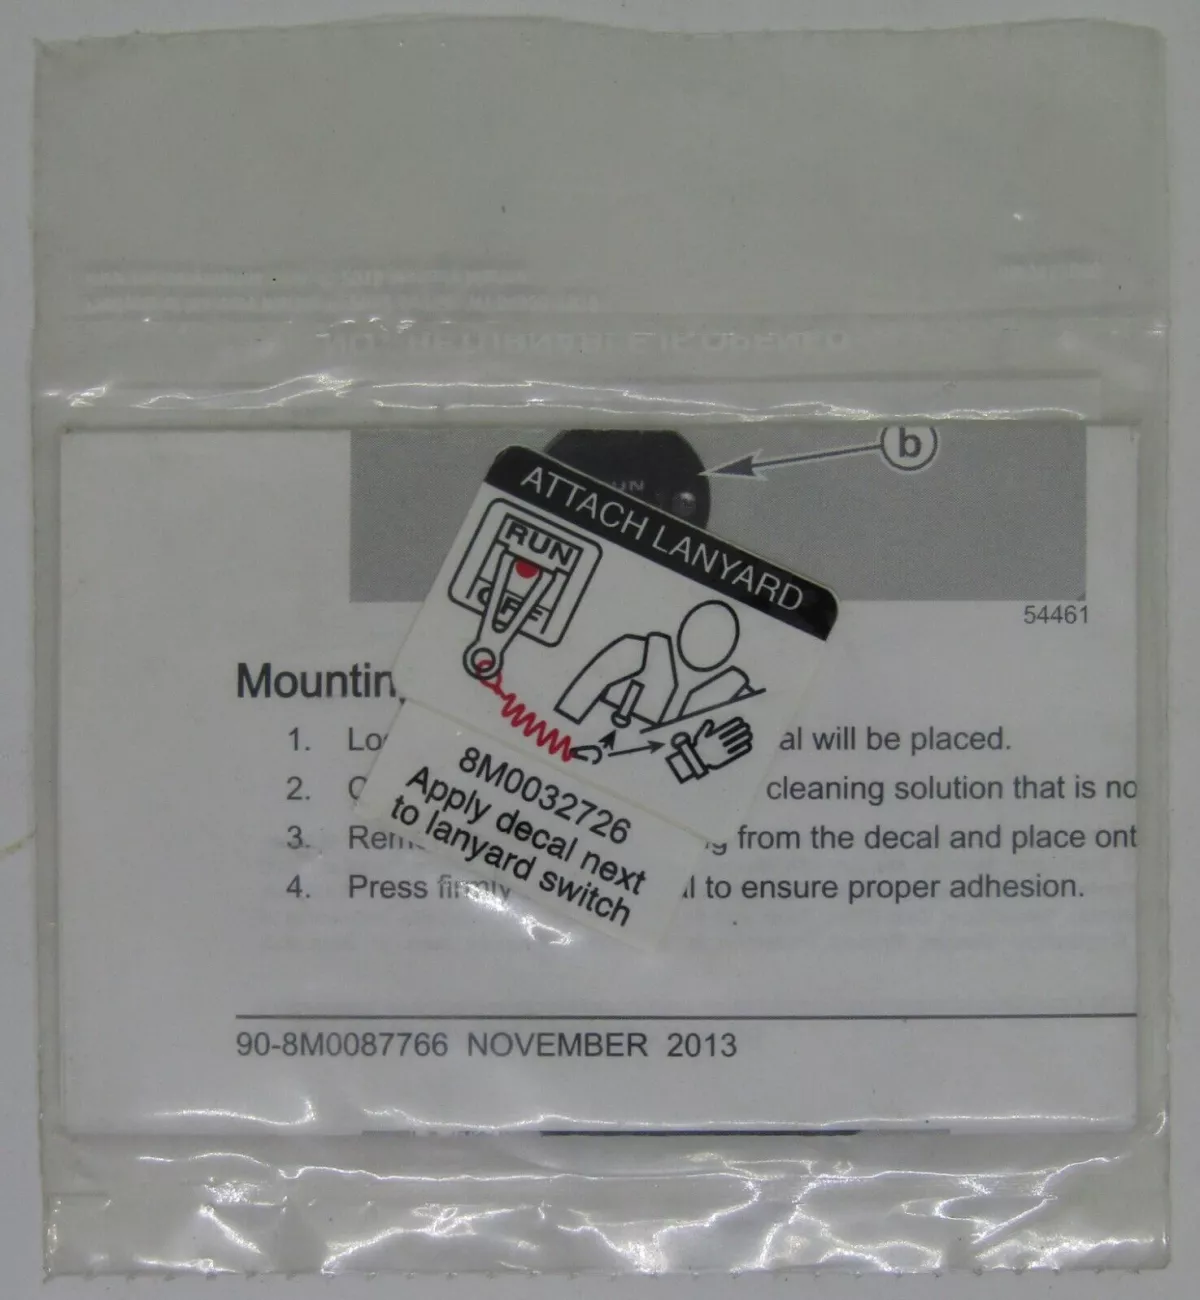 b
ATTACH LANYARD
RUN
OFF
54461
8M0032726
Apply decal next
to lanyard switch
Mountin
1. Lo al will be placed.
2. C cleaning solution that is no
3. Rem g from the decal and place ont
4. Press firmly l to ensure proper adhesion.
90-8M0087766 NOVEMBER 2013